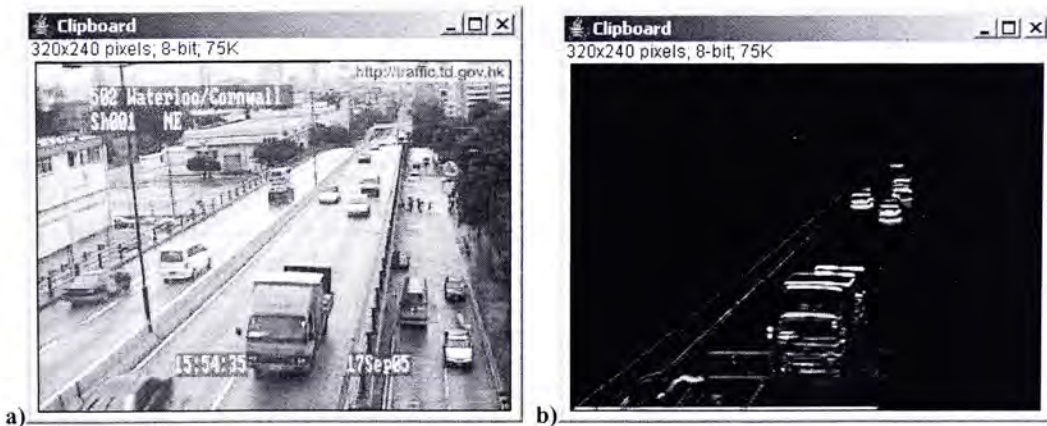 Clipboard
320x240 pixels; 8-bit; 75K
http://traffic.td.gov.hk
502 Waterloo/Cornwall
Sh001 NE
15:54:35
17Sep05
a)
Clipboard
320x240 pixels; 8-bit; 75K
b)